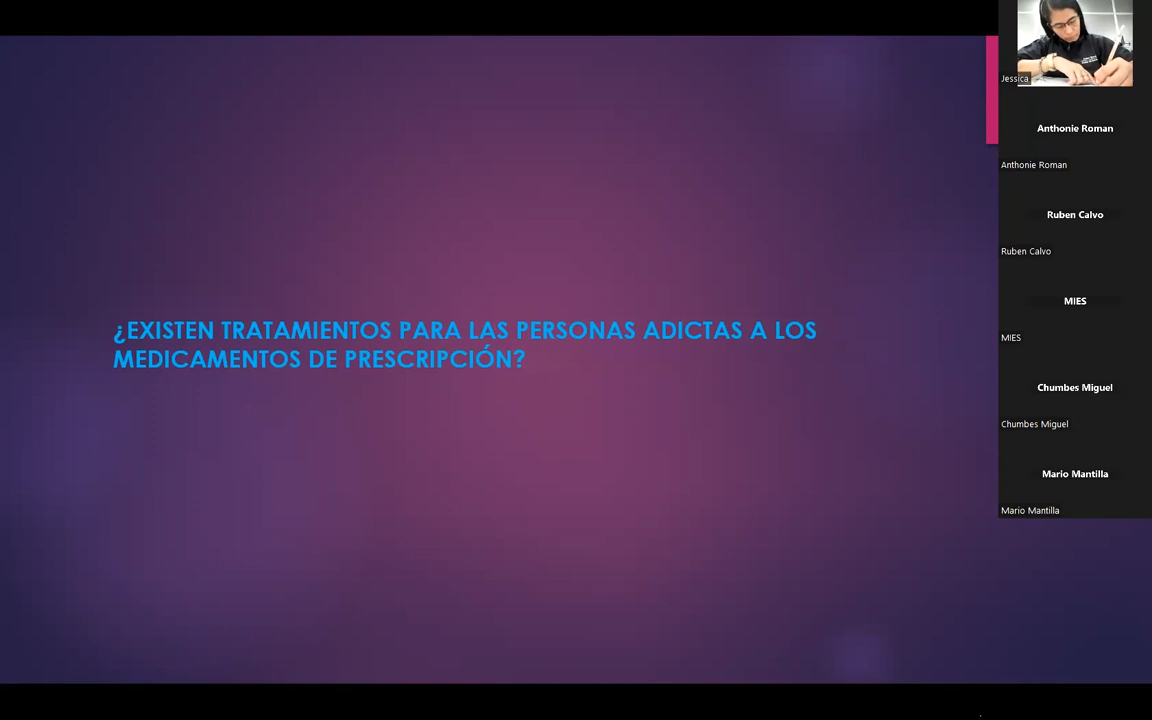 ¿EXISTEN TRATAMIENTOS PARA LAS PERSONAS ADICTAS A LOS
MEDICAMENTOS DE PRESCRIPCIÓN?
Jessica
Anthonie Roman
Anthonie Roman
Ruben Calvo
Ruben Calvo
MIES
MIES
Chumbes Miguel
Chumbes Miguel
Mario Mantilla
Mario Mantilla